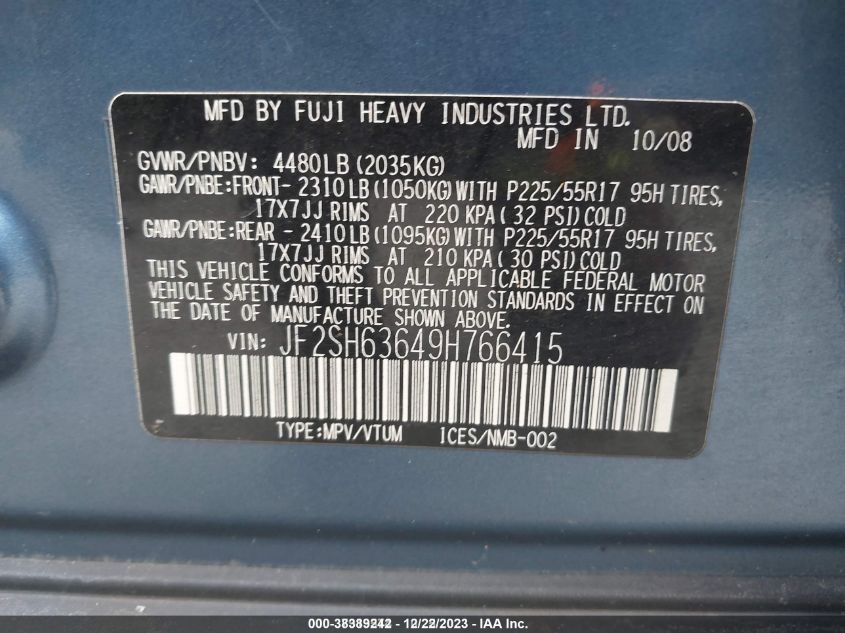 MFD BY FUJI HEAVY INDUSTRIES LTD.
MFD IN 10/08
GVWR/PNBV: 4480LB (2035KG)
GAWR/PNBE:FRONT- 2310LB (1050KG) WITH P225/55R17 95H TIRES,
17X7JJ RIMS AT 220 KPA ( 32 PSI) COLD
GAWR/PNBE:REAR - 2410LB (1095KG) WITH P225/55R17 95H TIRES,
17X7JJ RIMS AT 210 KPA ( 30 PSI) COLD
THIS VEHICLE CONFORMS TO ALL APPLICABLE FEDERAL MOTOR
VEHICLE SAFETY AND THEFT PREVENTION STANDARDS IN EFFECT ON
THE DATE OF MANUFACTURE SHOWN ABOVE.
VIN: JF2SH63649H766415
TYPE:MPV/VTUM ICES/NMB-002
000-38389242 - 12/22/2023 - IAA Inc.